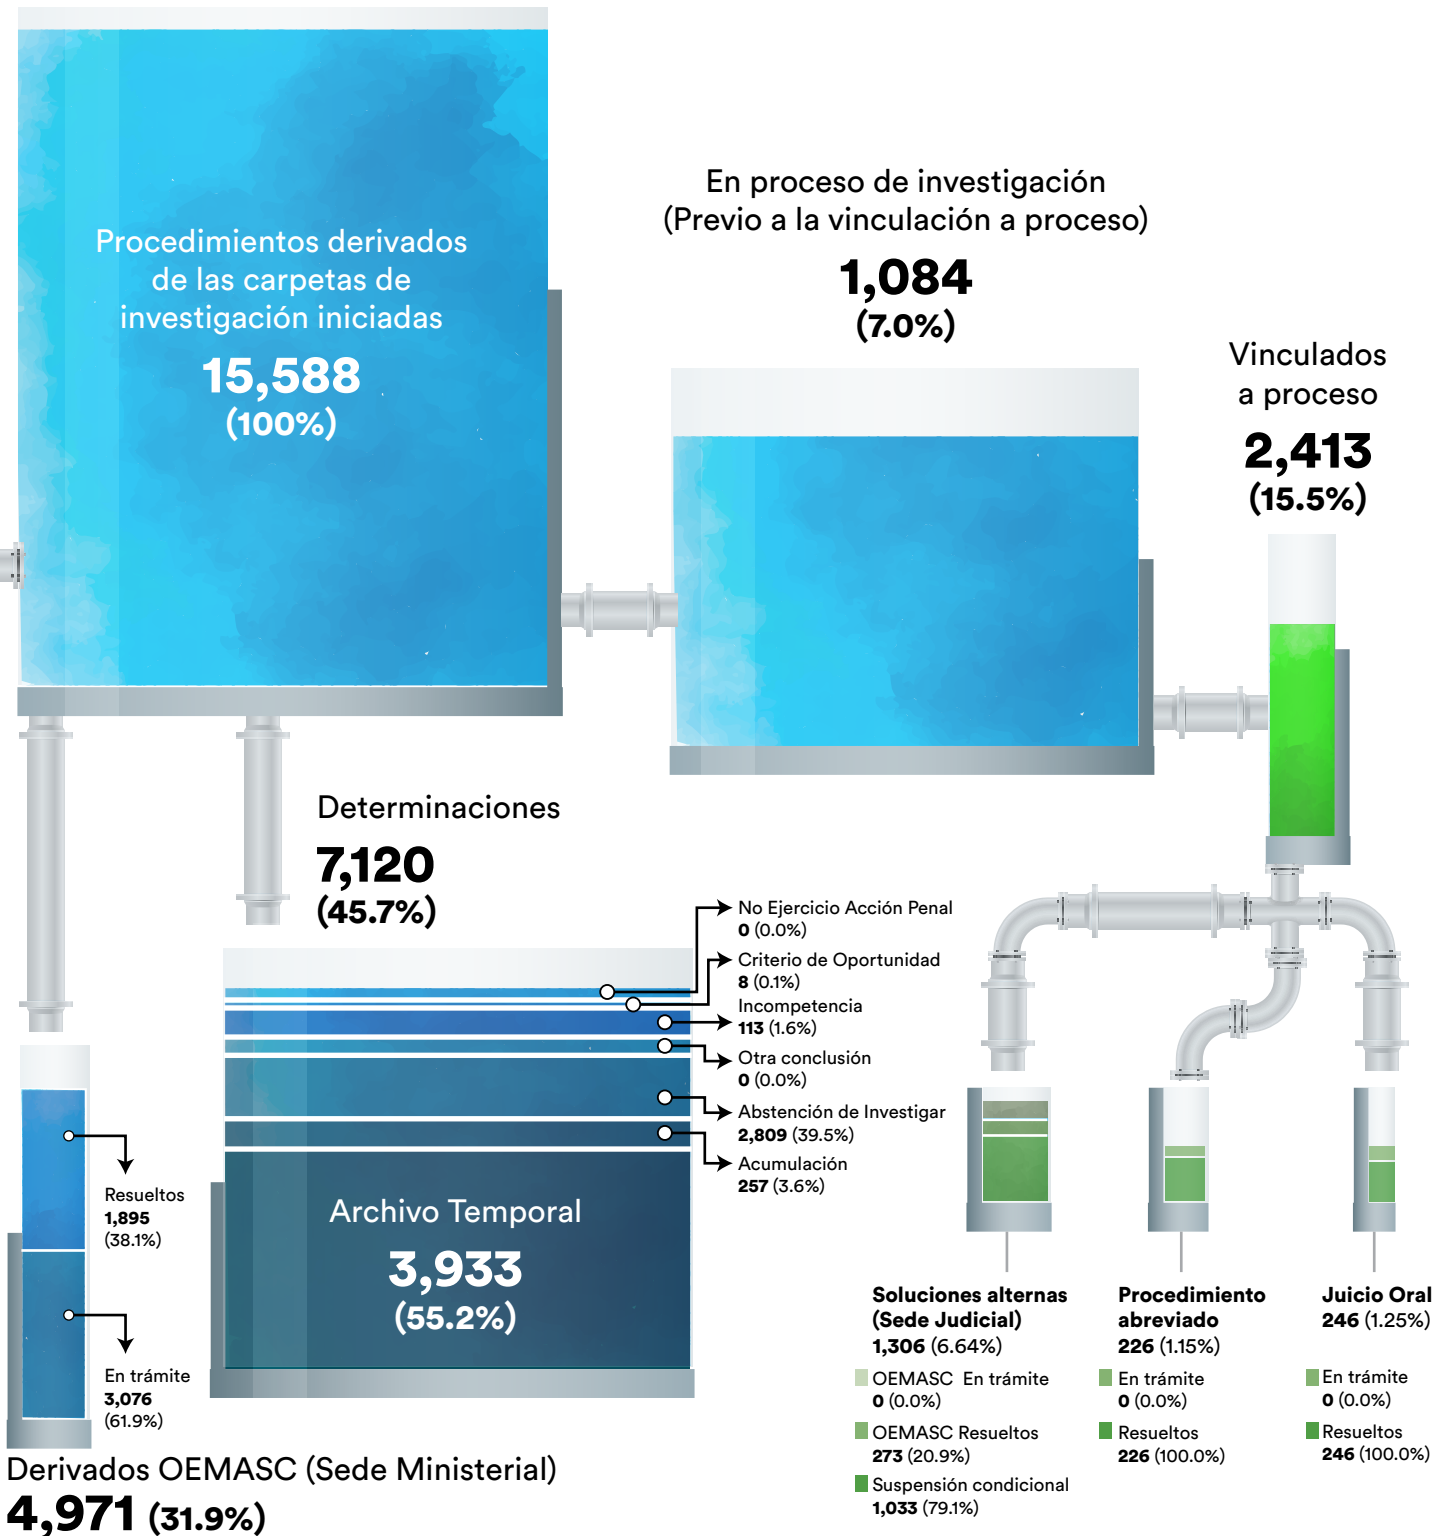 Procedimientos derivados
de las carpetas de
investigación iniciadas
15,588
(100%)
En proceso de investigación
(Previo a la vinculación a proceso)
1,084
(7.0%)
Vinculados
a proceso
2,413
(15.5%)
Determinaciones
7,120
(45.7%)
No Ejercicio Acción Penal
0 (0.0%)
Criterio de Oportunidad
8 (0.1%)
Incompetencia
113 (1.6%)
Otra conclusión
0 (0.0%)
Abstención de Investigar
2,809 (39.5%)
Acumulación
257 (3.6%)
Archivo Temporal
3,933
(55.2%)
Resueltos
1,895
(38.1%)
En trámite
3,076
(61.9%)
Derivados OEMASC (Sede Ministerial)
4,971 (31.9%)
Soluciones alternas
(Sede Judicial)
1,306 (6.64%)
OEMASC En trámite
0 (0.0%)
OEMASC Resueltos
273 (20.9%)
Suspensión condicional
1,033 (79.1%)
Procedimiento
abreviado
226 (1.15%)
En trámite
0 (0.0%)
Resueltos
226 (100.0%)
Juicio Oral
246 (1.25%)
En trámite
0 (0.0%)
Resueltos
246 (100.0%)